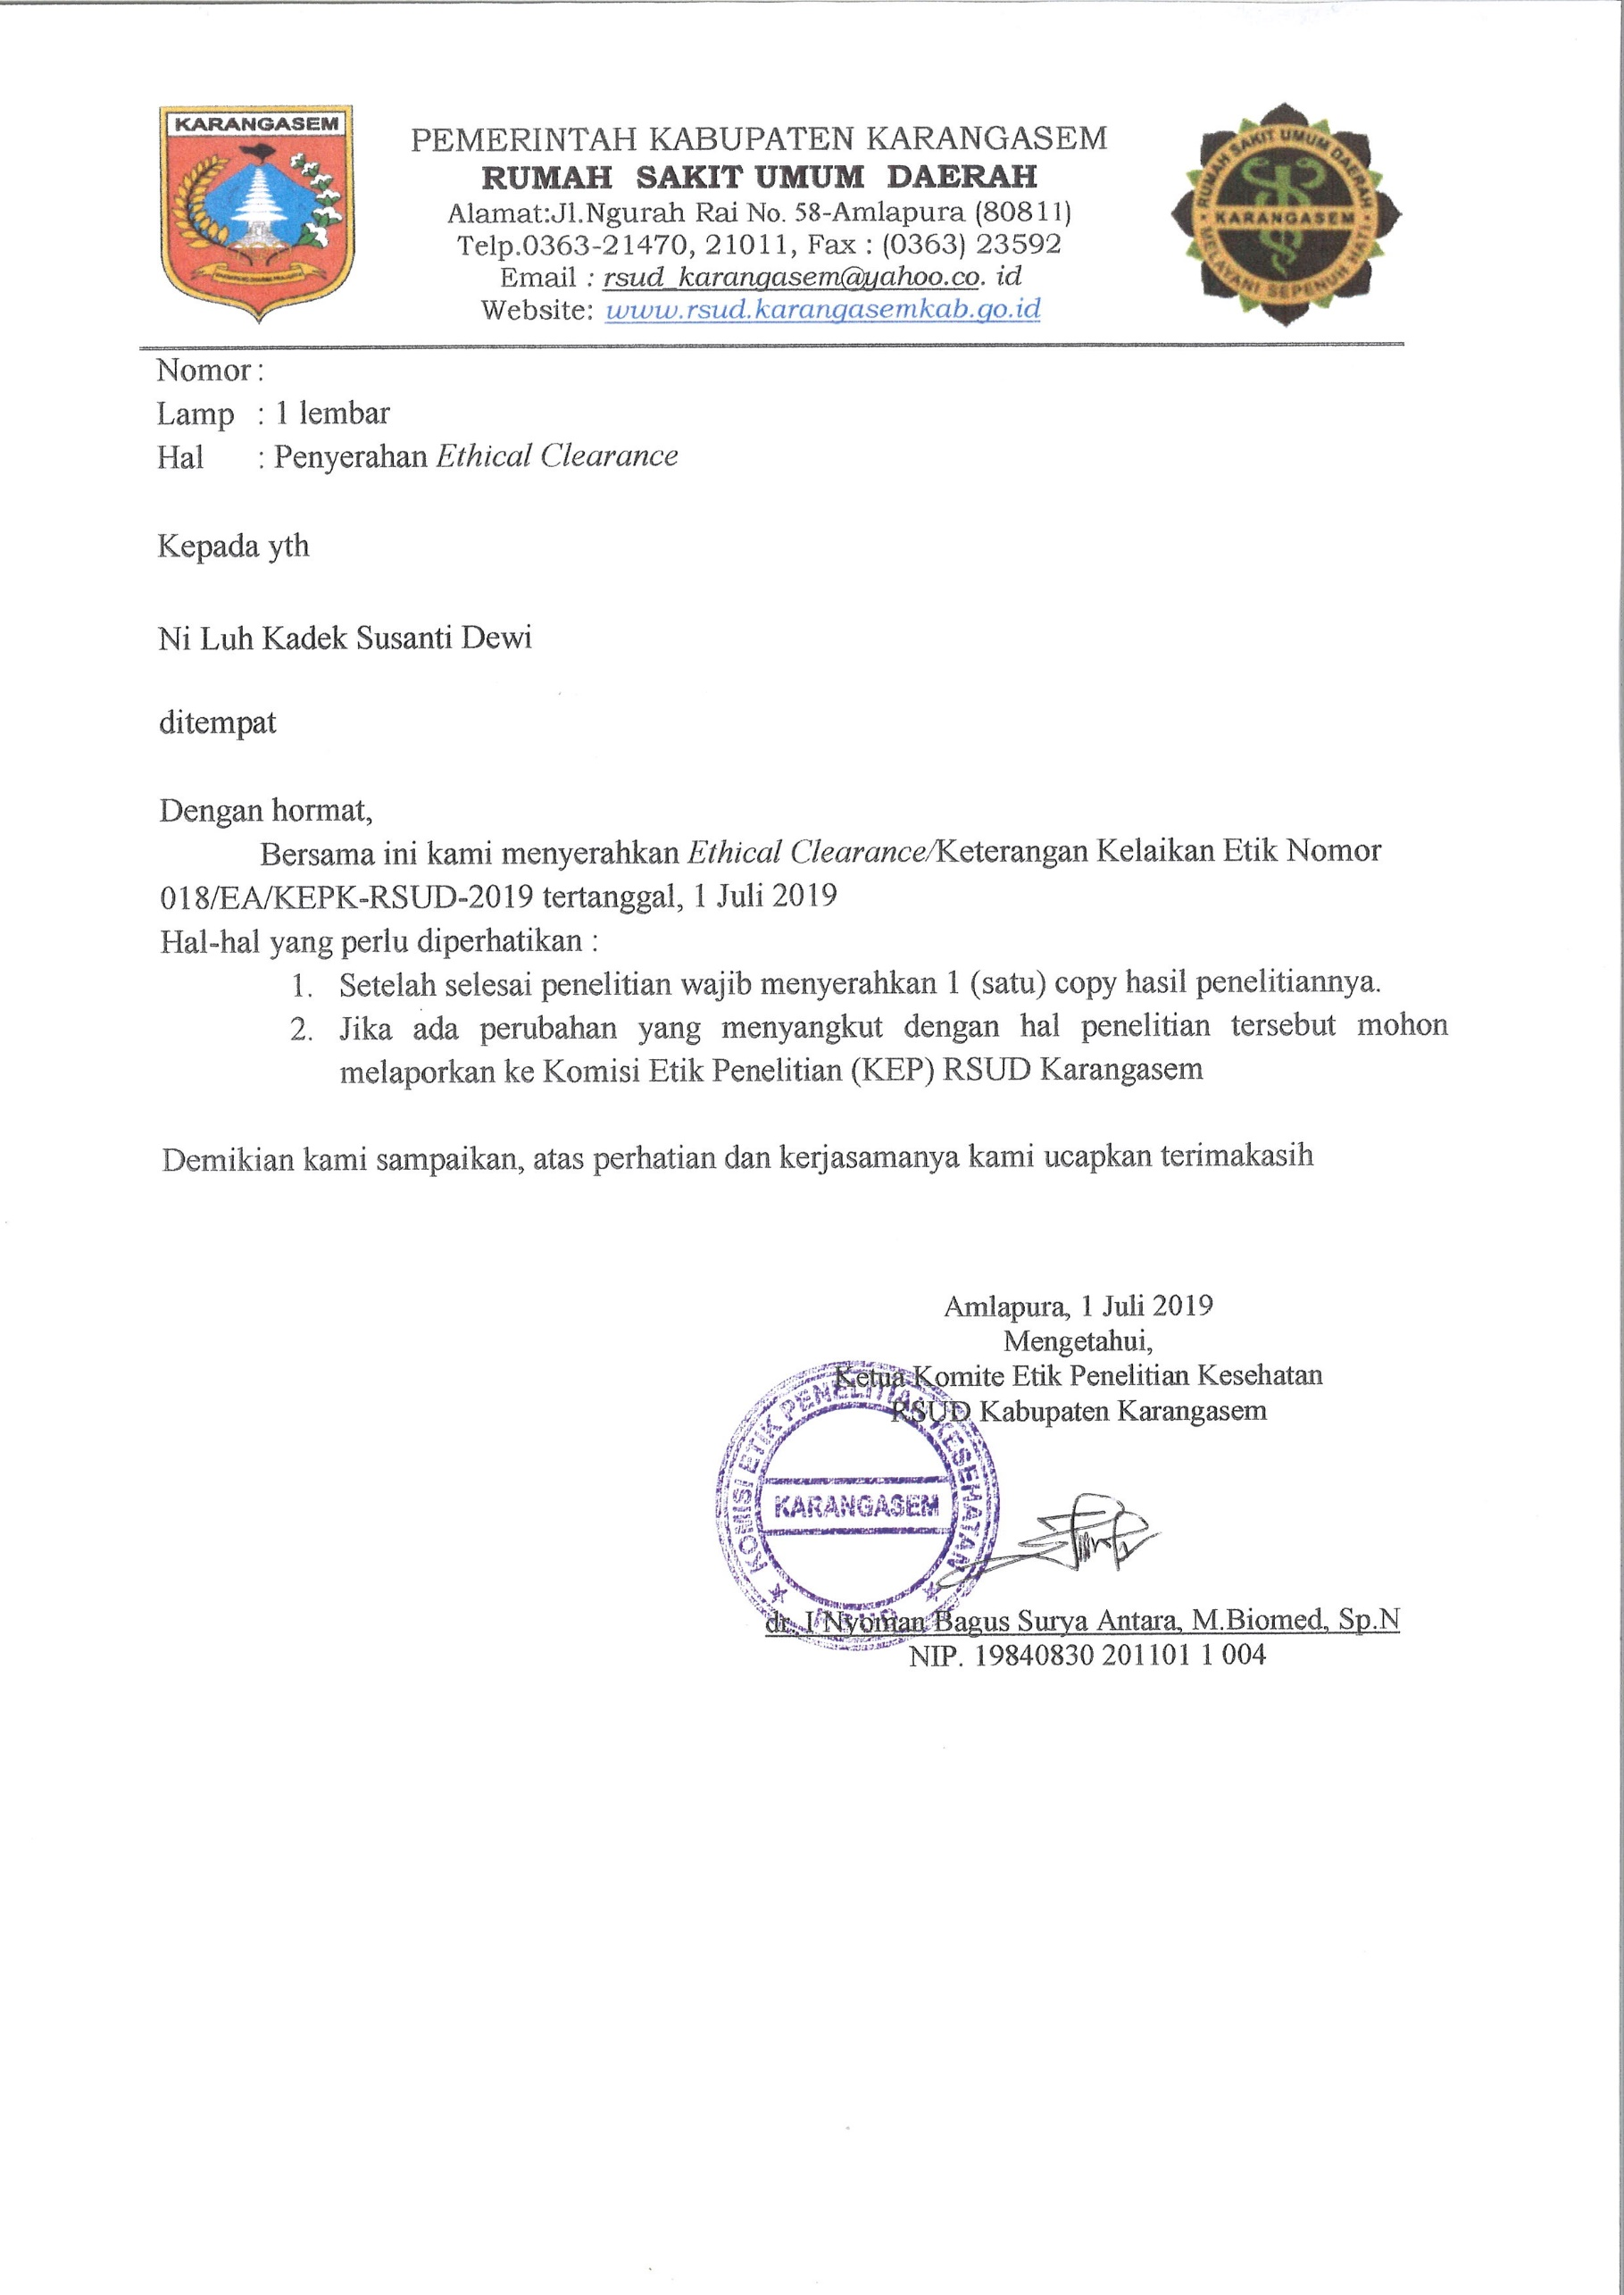 KARANGASEM
PEMERINTAH KABUPATEN KARANGASEM
RUMAH SAKIT UMUM DAERAH
Alamat:Jl.Ngurah Rai No. 58-Amlapura (80811)
Telp.0363-21470, 21011, Fax : (0363) 23592
Email : rsud_karangasem@yahoo.co. id
Website: www.rsud.karangasemkab.go.id
RUMAH SAKIT UMUM DAERAH
KARANGASEM
MELAYANI SEPENUH HATI
Nomor :
Lamp : 1 lembar
Hal : Penyerahan Ethical Clearance
Kepada yth
Ni Luh Kadek Susanti Dewi
ditempat
Dengan hormat,
Bersama ini kami menyerahkan Ethical Clearance/Keterangan Kelaikan Etik Nomor
018/EA/KEPK-RSUD-2019 tertanggal, 1 Juli 2019
Hal-hal yang perlu diperhatikan :
1. Setelah selesai penelitian wajib menyerahkan 1 (satu) copy hasil penelitiannya.
2. Jika ada perubahan yang menyangkut dengan hal penelitian tersebut mohon
melaporkan ke Komisi Etik Penelitian (KEP) RSUD Karangasem
Demikian kami sampaikan, atas perhatian dan kerjasamanya kami ucapkan terimakasih
Amlapura, 1 Juli 2019
Mengetahui,
Ketua Komite Etik Penelitian Kesehatan
RSUD Kabupaten Karangasem
KOMISI ETIK PENELITIAN KESEHATAN
KARANGASEM
dr. I Nyoman Bagus Surya Antara, M.Biomed, Sp.N
NIP. 19840830 201101 1 004